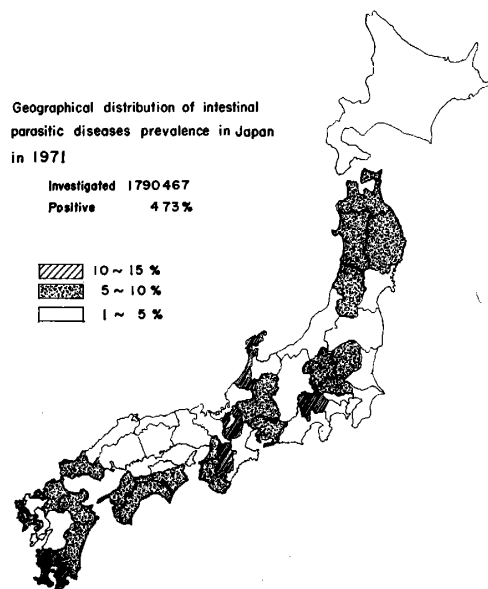 Geographical distribution of intestinal
parasitic diseases prevalence in Japan
in 1971
Investigated 1790467
Positive 4 73%
10 ~ 15 %
5 ~ 10 %
1 ~ 5 %